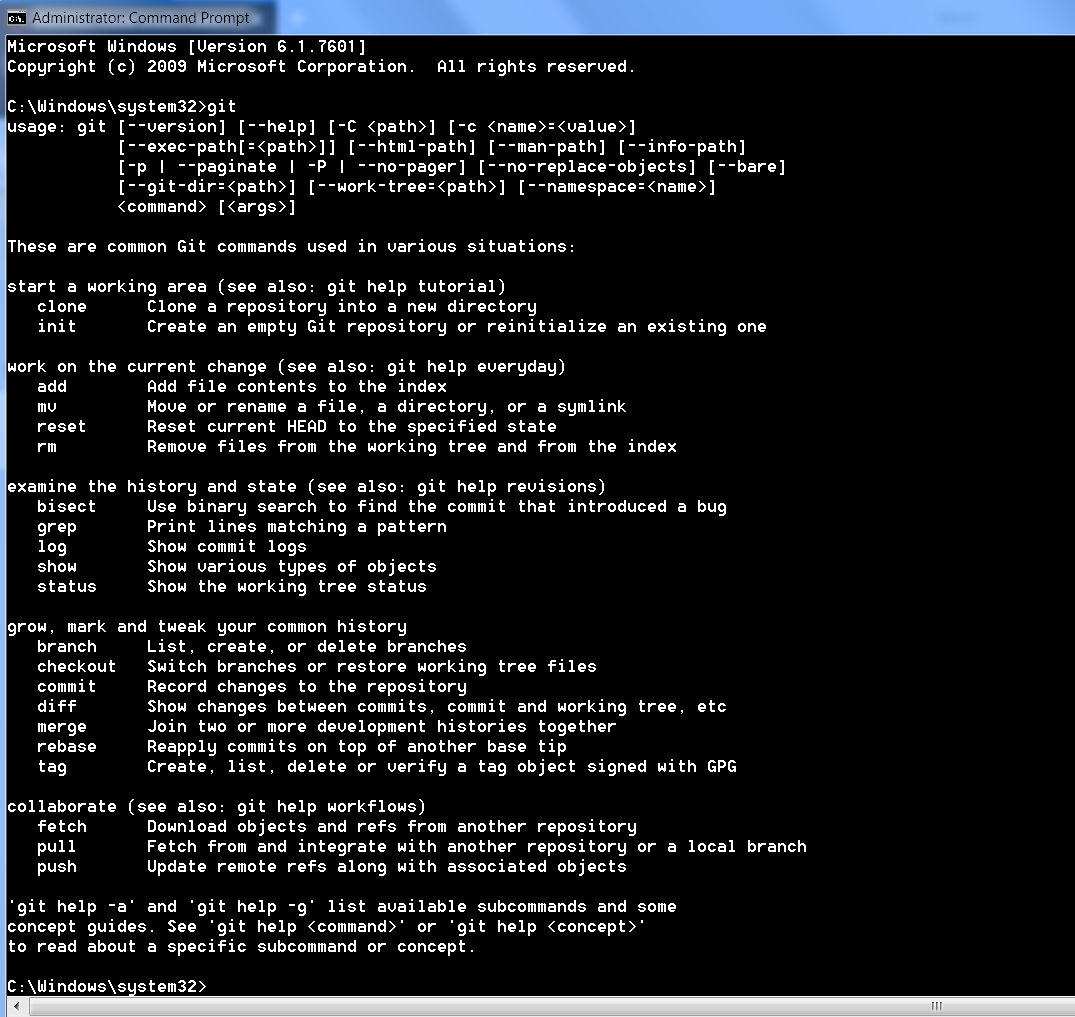 Administrator: Command Prompt
Microsoft Windows [Version 6.1.7601]
Copyright (c) 2009 Microsoft Corporation.  All rights reserved.

C:\Windows\system32>git
usage: git [--version] [--help] [-C <path>] [-c <name>=<value>]
           [--exec-path[=<path>]] [--html-path] [--man-path] [--info-path]
           [-p | --paginate | -P | --no-pager] [--no-replace-objects] [--bare]
           [--git-dir=<path>] [--work-tree=<path>] [--namespace=<name>]
           <command> [<args>]

These are common Git commands used in various situations:

start a working area (see also: git help tutorial)
   clone      Clone a repository into a new directory
   init       Create an empty Git repository or reinitialize an existing one

work on the current change (see also: git help everyday)
   add        Add file contents to the index
   mv         Move or rename a file, a directory, or a symlink
   reset      Reset current HEAD to the specified state
   rm         Remove files from the working tree and from the index

examine the history and state (see also: git help revisions)
   bisect     Use binary search to find the commit that introduced a bug
   grep       Print lines matching a pattern
   log        Show commit logs
   show       Show various types of objects
   status     Show the working tree status

grow, mark and tweak your common history
   branch     List, create, or delete branches
   checkout   Switch branches or restore working tree files
   commit     Record changes to the repository
   diff       Show changes between commits, commit and working tree, etc
   merge      Join two or more development histories together
   rebase     Reapply commits on top of another base tip
   tag        Create, list, delete or verify a tag object signed with GPG

collaborate (see also: git help workflows)
   fetch      Download objects and refs from another repository
   pull       Fetch from and integrate with another repository or a local branch
   push       Update remote refs along with associated objects

'git help -a' and 'git help -g' list available subcommands and some
concept guides. See 'git help <command>' or 'git help <concept>'
to read about a specific subcommand or concept.

C:\Windows\system32>